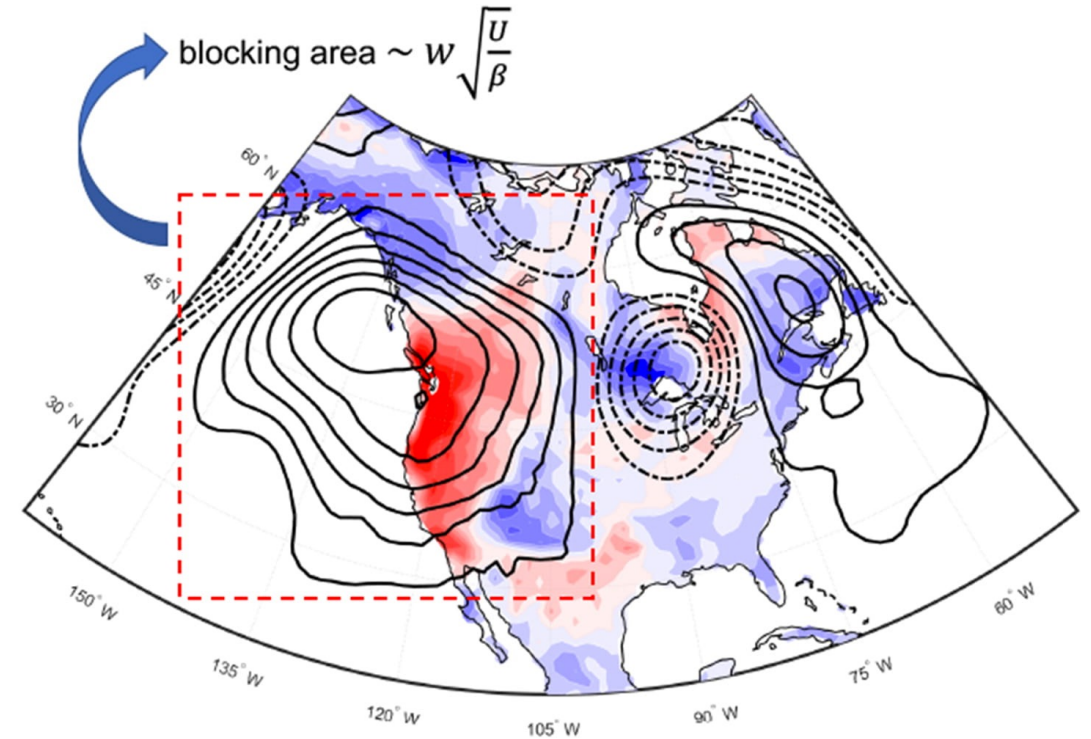 blocking area ~ w√(U/β)
60° N
45° N
30° N
150° W
135° W
120° W
105° W
90° W
75° W
60° W